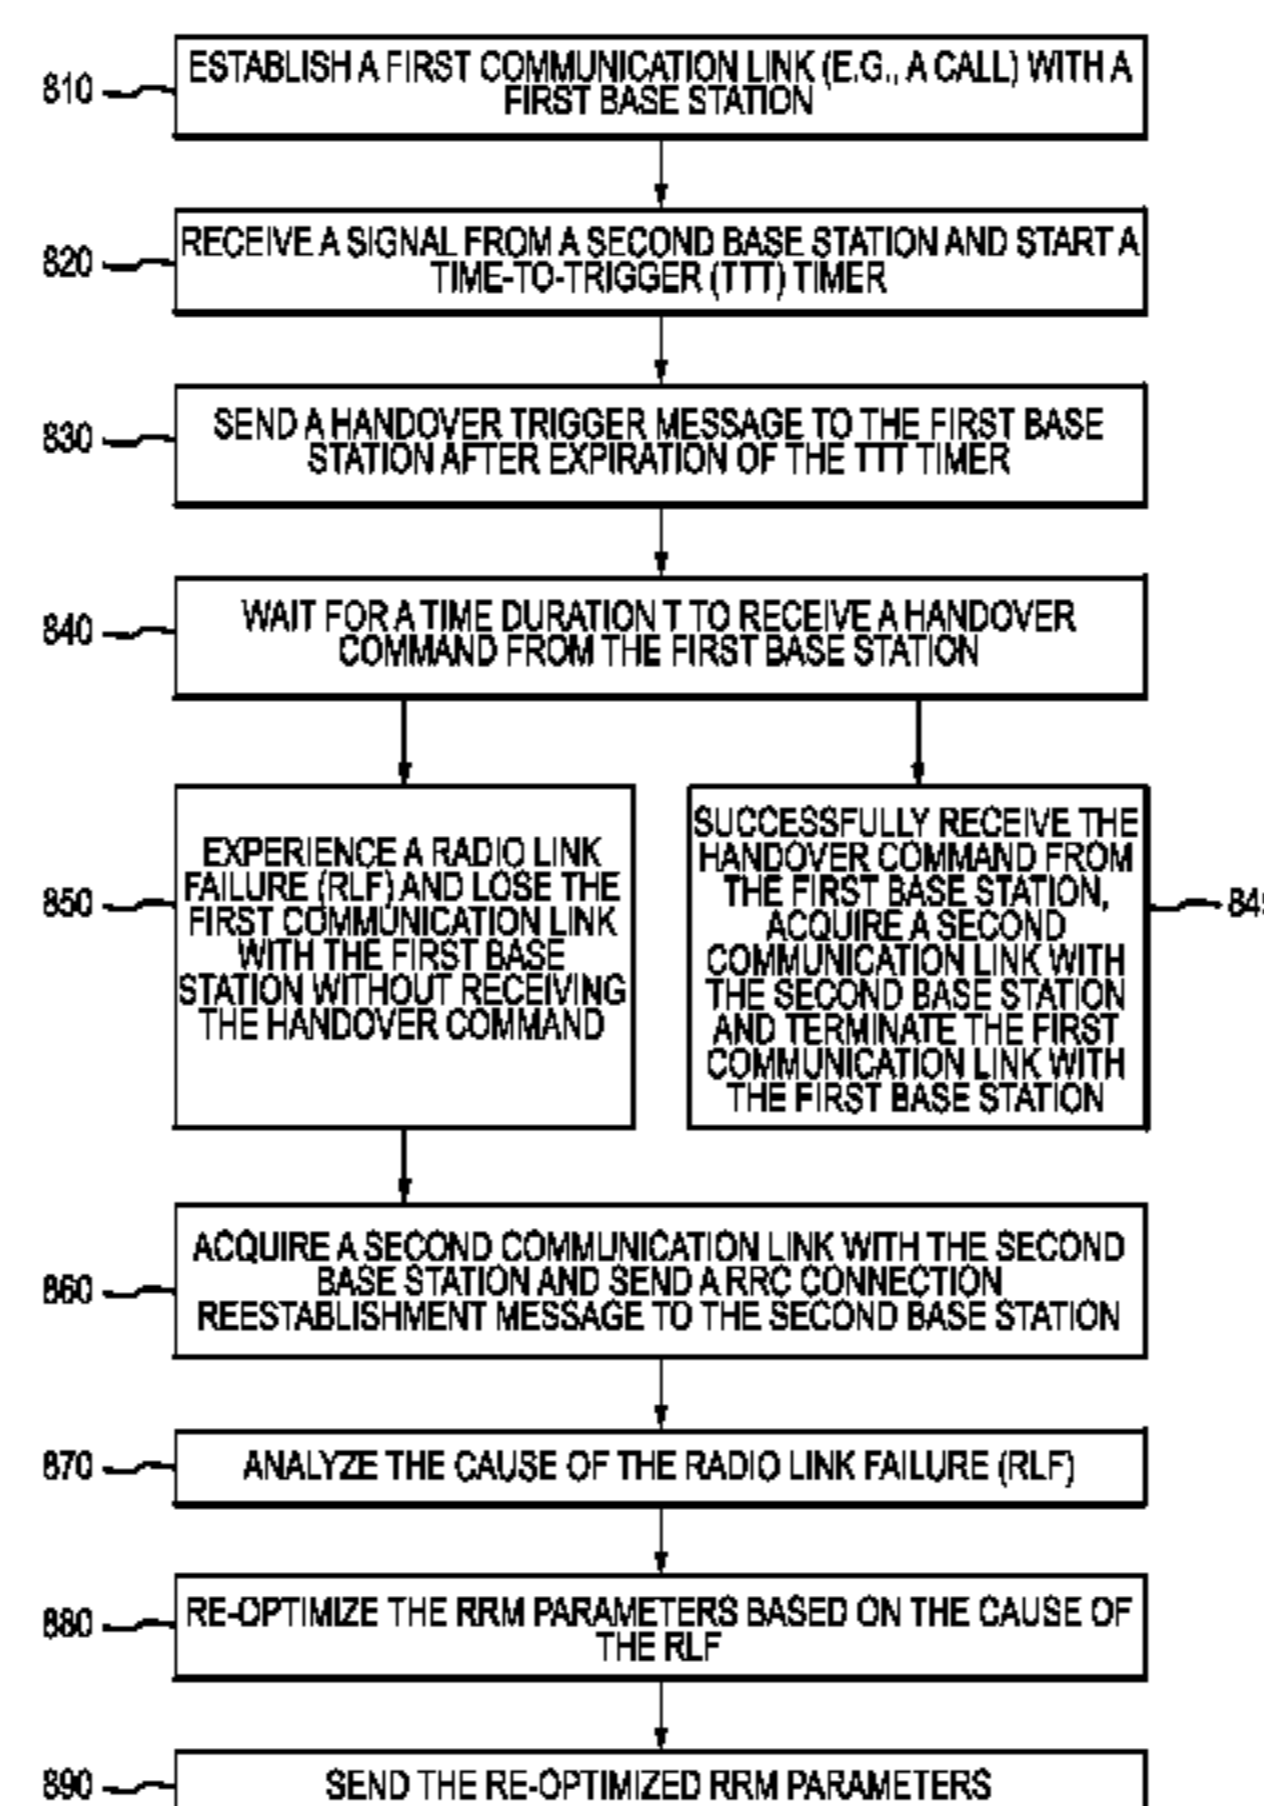 810
ESTABLISH A FIRST COMMUNICATION LINK (E.G., A CALL) WITH A
FIRST BASE STATION
820
RECEIVE A SIGNAL FROM A SECOND BASE STATION AND START A
TIME-TO-TRIGGER (TTT) TIMER
830
SEND A HANDOVER TRIGGER MESSAGE TO THE FIRST BASE
STATION AFTER EXPIRATION OF THE TTT TIMER
840
WAIT FOR A TIME DURATION T TO RECEIVE A HANDOVER
COMMAND FROM THE FIRST BASE STATION
850
EXPERIENCE A RADIO LINK
FAILURE (RLF) AND LOSE THE
FIRST COMMUNICATION LINK
WITH THE FIRST BASE
STATION WITHOUT RECEIVING
THE HANDOVER COMMAND
SUCCESSFULLY RECEIVE THE
HANDOVER COMMAND FROM
THE FIRST BASE STATION,
ACQUIRE A SECOND
COMMUNICATION LINK WITH
THE SECOND BASE STATION
AND TERMINATE THE FIRST
COMMUNICATION LINK WITH
THE FIRST BASE STATION
860
ACQUIRE A SECOND COMMUNICATION LINK WITH THE SECOND
BASE STATION AND SEND A RRC CONNECTION
REESTABLISHMENT MESSAGE TO THE SECOND BASE STATION
870
ANALYZE THE CAUSE OF THE RADIO LINK FAILURE (RLF)
880
RE-OPTIMIZE THE RRM PARAMETERS BASED ON THE CAUSE OF
THE RLF
890
SEND THE RE-OPTIMIZED RRM PARAMETERS